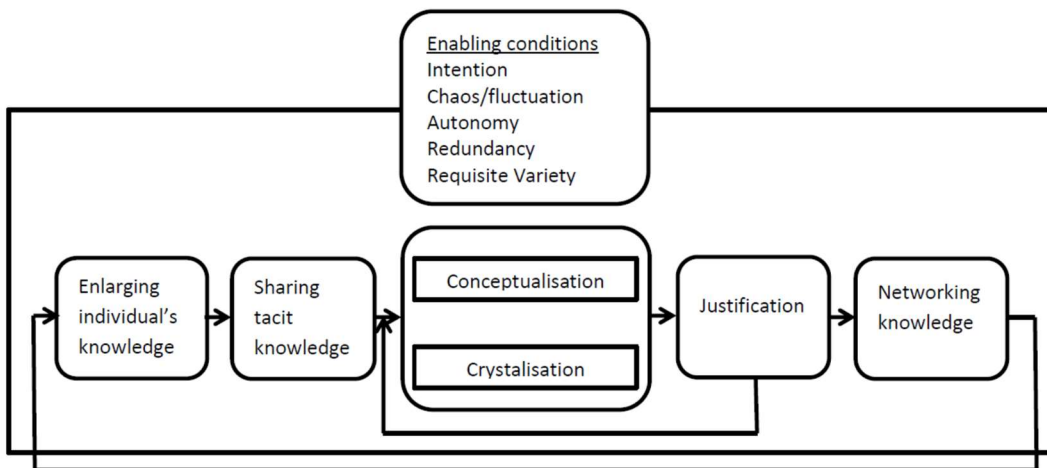 Enabling conditions
Intention
Chaos/fluctuation
Autonomy
Redundancy
Requisite Variety
Enlarging
individual's
knowledge
Sharing
tacit
knowledge
Conceptualisation
Crystalisation
Justification
Networking
knowledge